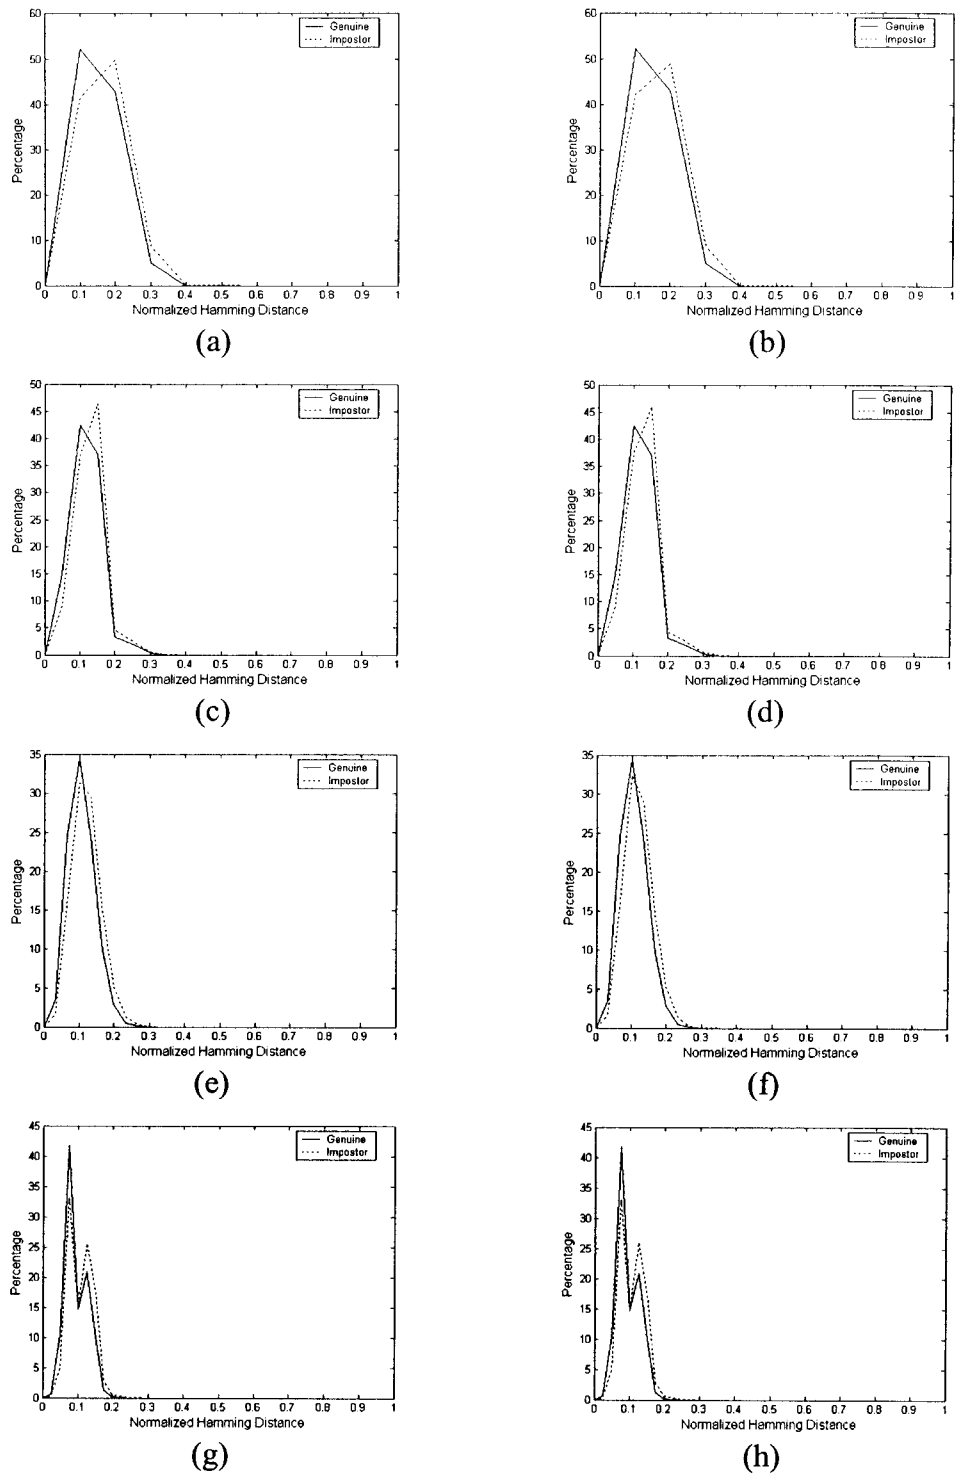 60
50
40
30
20
10
0
Percentage
Genuine
Impostor
0 0.1 0.2 0.3 0.4 0.5 0.6 0.7 0.8 0.9 1
Normalized Hamming Distance
(a)
60
50
40
30
20
10
0
Percentage
Genuine
Impostor
0 0.1 0.2 0.3 0.4 0.5 0.6 0.7 0.8 0.9 1
Normalized Hamming Distance
(b)
50
45
40
35
30
25
20
15
10
5
0
Percentage
Genuine
Impostor
0 0.1 0.2 0.3 0.4 0.5 0.6 0.7 0.8 0.9 1
Normalized Hamming Distance
(c)
50
45
40
35
30
25
20
15
10
5
0
Percentage
Genuine
Impostor
0 0.1 0.2 0.3 0.4 0.5 0.6 0.7 0.8 0.9 1
Normalized Hamming Distance
(d)
35
30
25
20
15
10
5
0
Percentage
Genuine
Impostor
0 0.1 0.2 0.3 0.4 0.5 0.6 0.7 0.8 0.9 1
Normalized Hamming Distance
(e)
35
30
25
20
15
10
5
0
Percentage
Genuine
Impostor
0 0.1 0.2 0.3 0.4 0.5 0.6 0.7 0.8 0.9 1
Normalized Hamming Distance
(f)
45
40
35
30
25
20
15
10
5
0
Percentage
Genuine
Impostor
0 0.1 0.2 0.3 0.4 0.5 0.6 0.7 0.8 0.9 1
Normalized Hamming Distance
(g)
45
40
35
30
25
20
15
10
5
0
Percentage
Genuine
Impostor
0 0.1 0.2 0.3 0.4 0.5 0.6 0.7 0.8 0.9 1
Normalized Hamming Distance
(h)